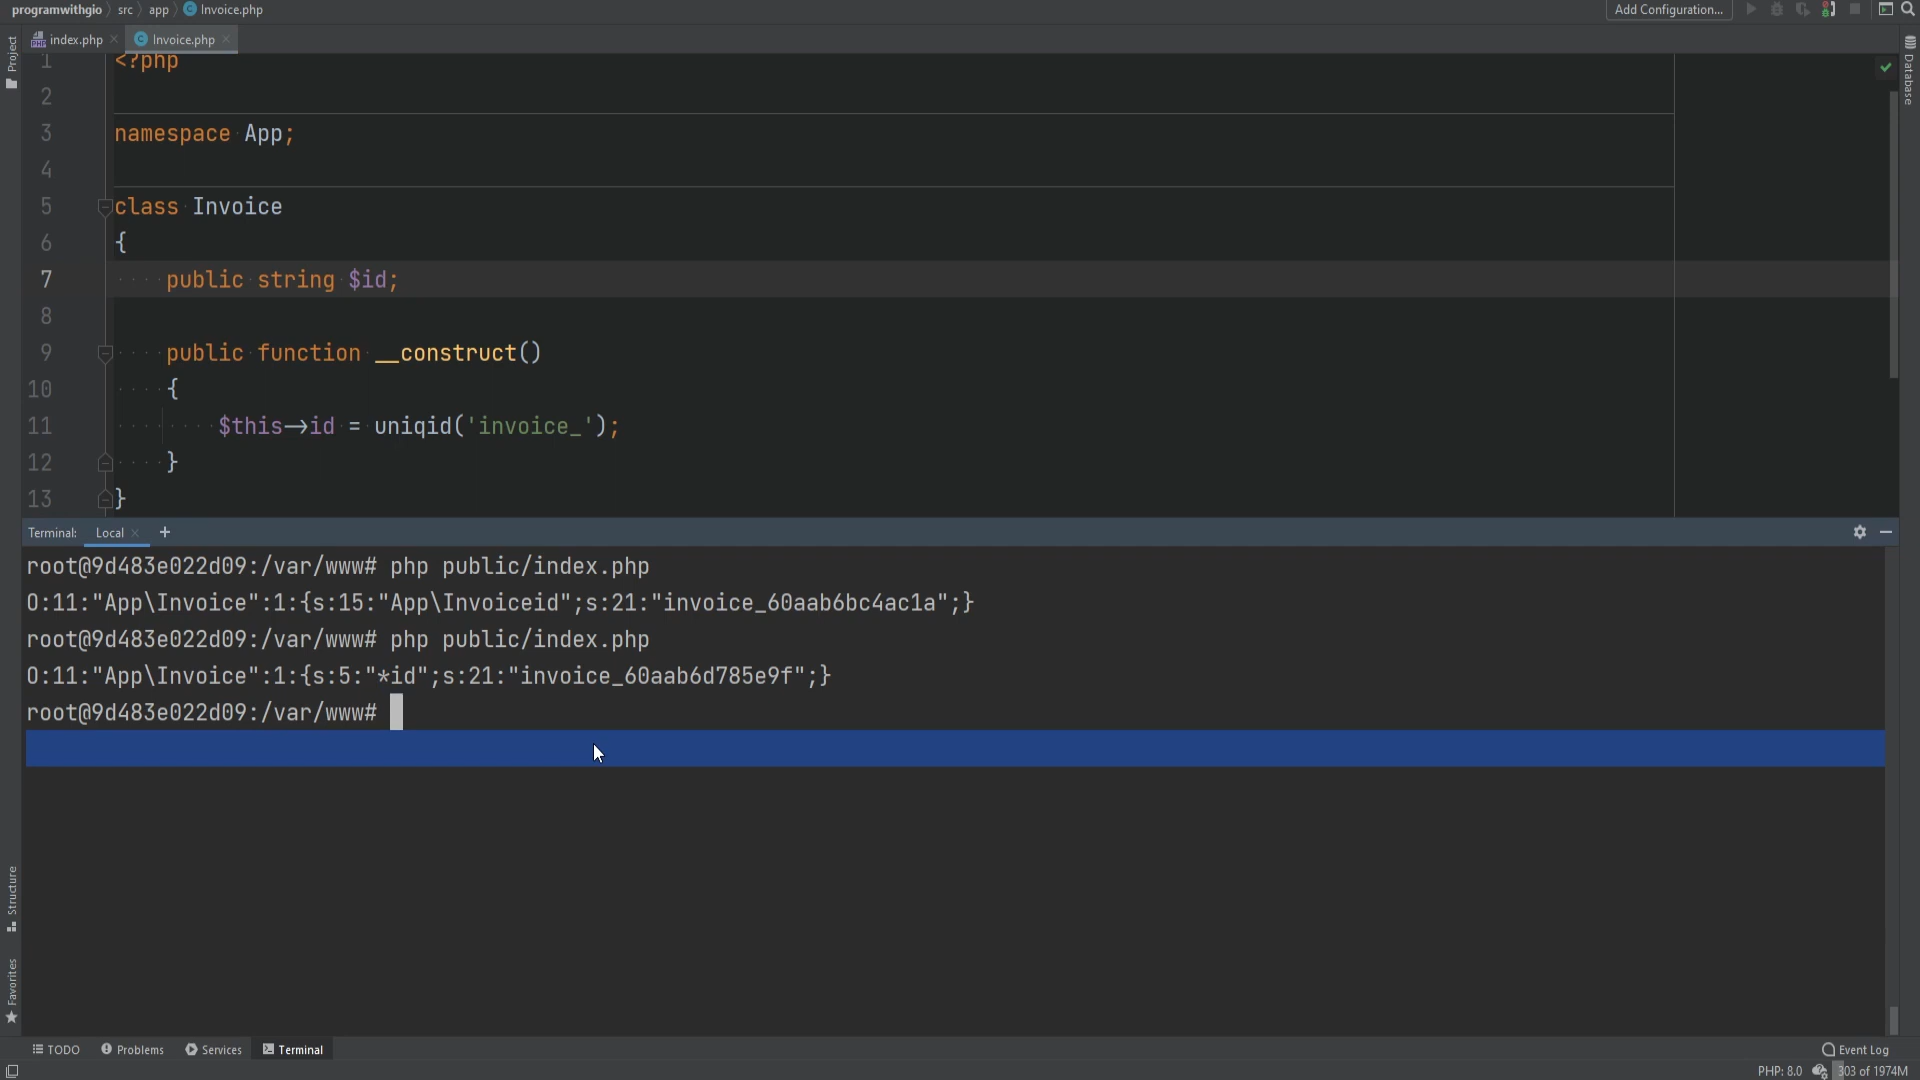 programwithgio src app Invoice.php Add Configuration...
index.php Invoice.php
Project
Database
1 <?php
2
3 namespace App;
4
5 class Invoice
6 {
7 public string $id;
8
9 public function __construct()
10 {
11 $this->id = uniqid('invoice_');
12 }
13 }
Terminal: Local +
root@9d483e022d09:/var/www# php public/index.php
O:11:"App\Invoice":1:{s:15:"App\Invoiceid";s:21:"invoice_60aab6bc4ac1a";}
root@9d483e022d09:/var/www# php public/index.php
O:11:"App\Invoice":1:{s:5:"*id";s:21:"invoice_60aab6d785e9f";}
root@9d483e022d09:/var/www#
Structure
Favorites
TODO Problems Services Terminal Event Log
PHP: 8.0 303 of 1974M